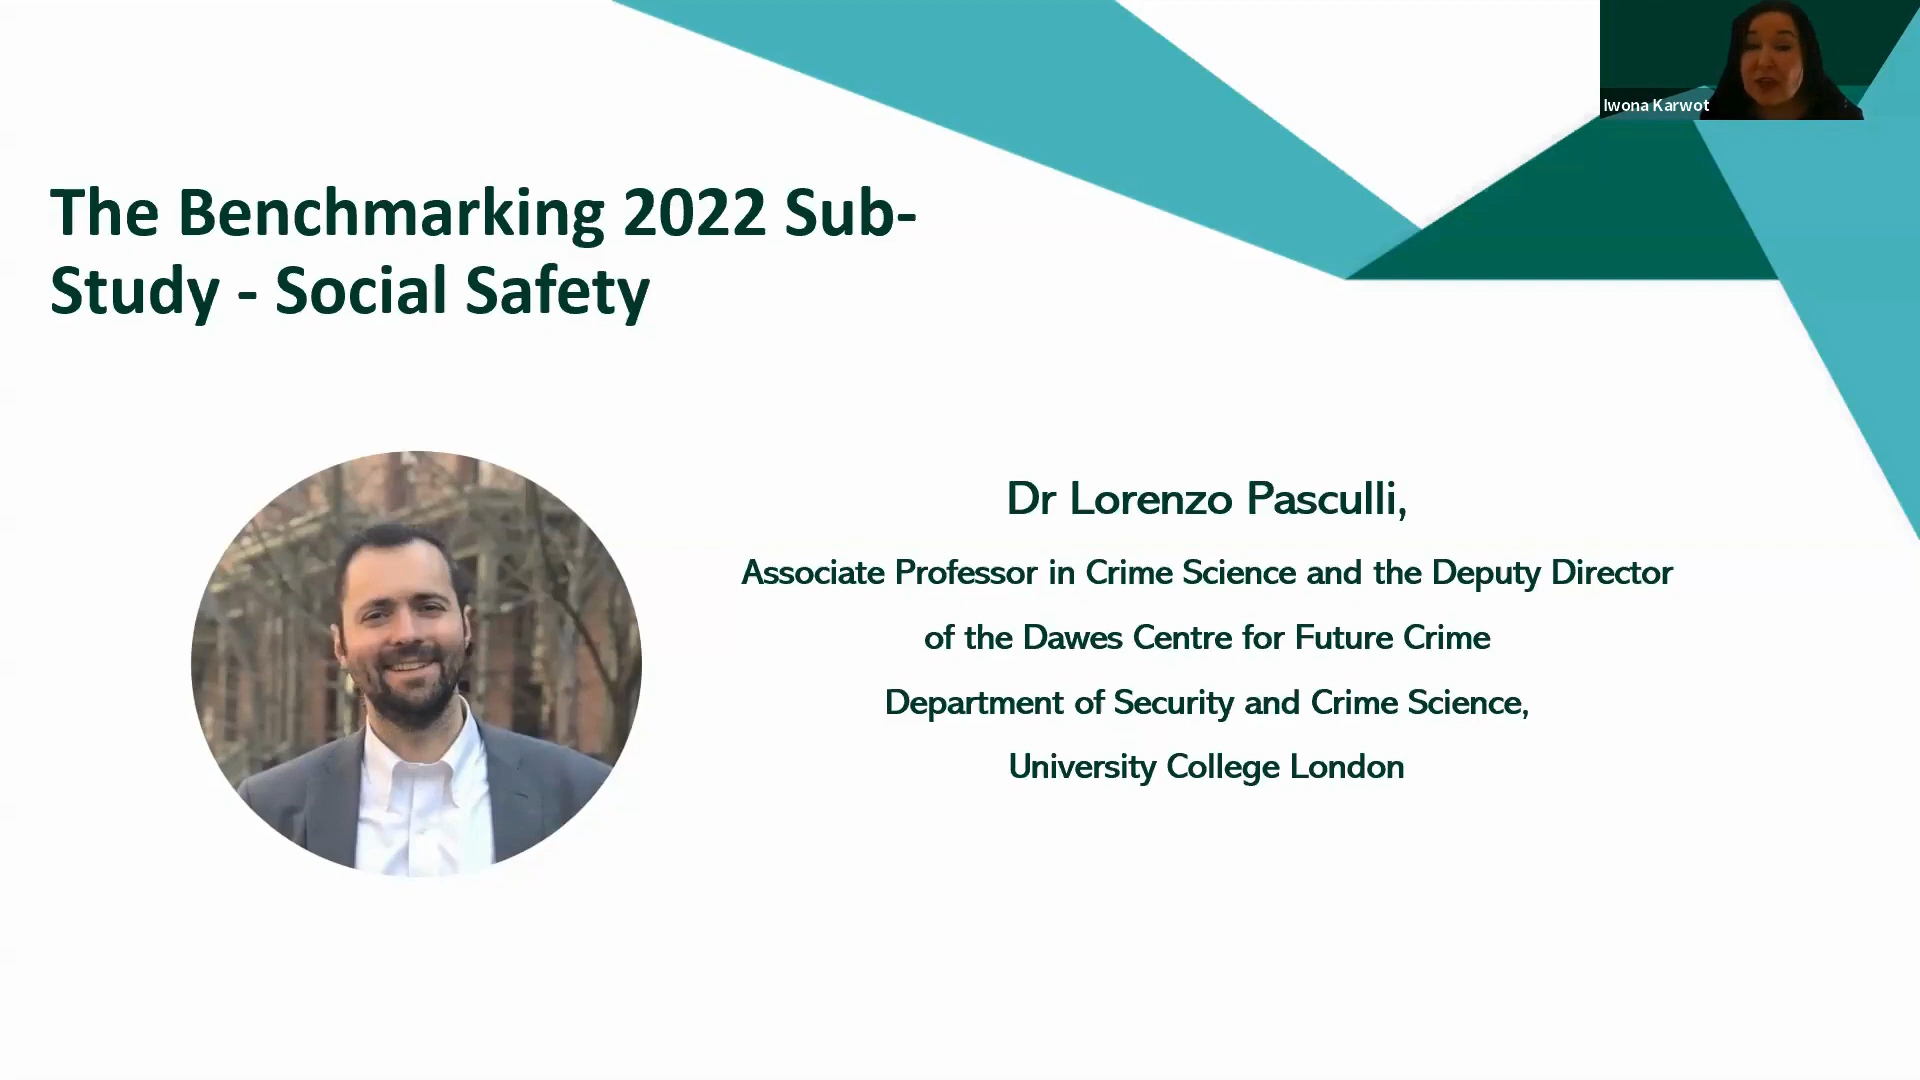 Iwona Karwot
The Benchmarking 2022 Sub-
Study - Social Safety
Dr Lorenzo Pasculli,
Associate Professor in Crime Science and the Deputy Director
of the Dawes Centre for Future Crime
Department of Security and Crime Science,
University College London